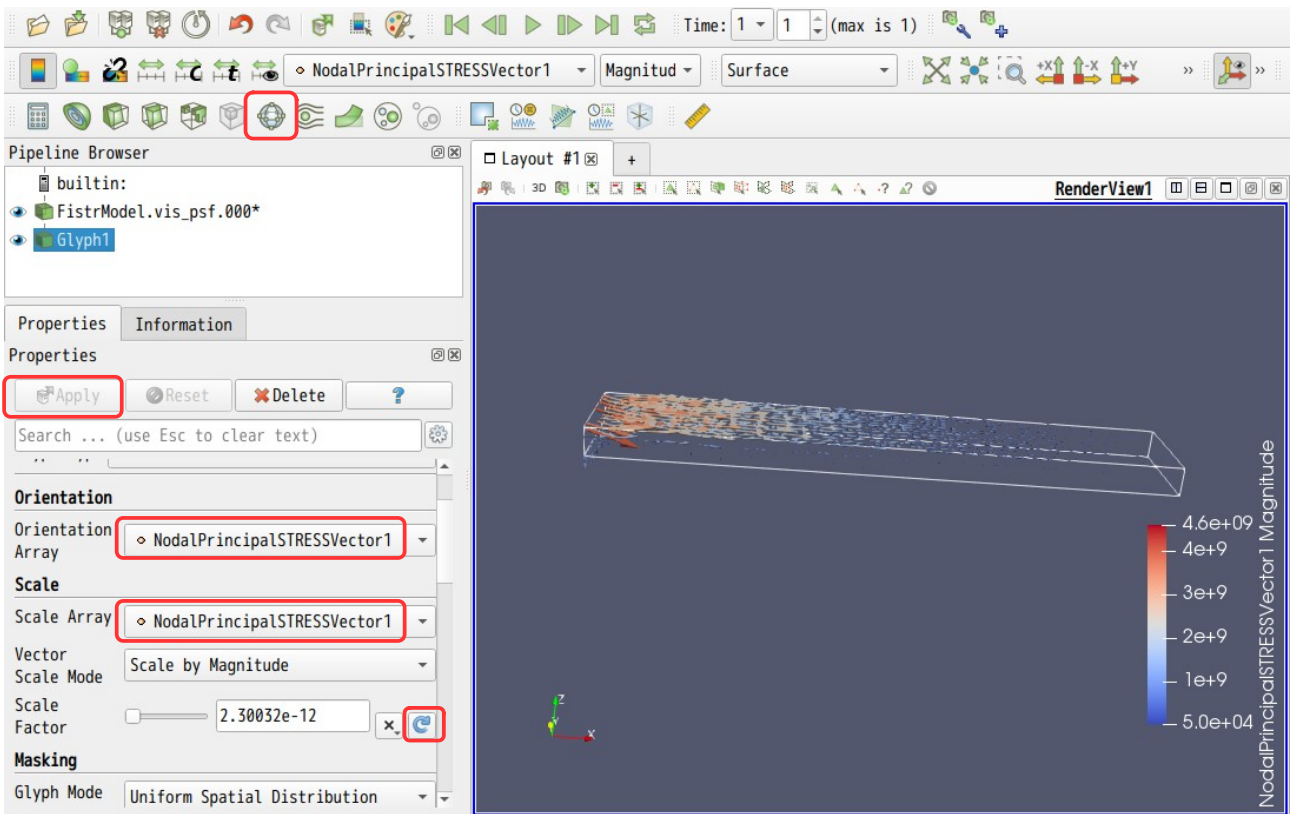 Time: 1 1 (max is 1)
NodalPrincipalSTRESSVector1 Magnitud Surface +X -X +Y » »
Pipeline Browser
Layout #1 +
builtin:
3D RenderView1
FistrModel.vis_psf.000*
Glyph1
Properties Information
Properties
Apply Reset Delete ?
Search ... (use Esc to clear text)
Orientation
Orientation Array NodalPrincipalSTRESSVector1
Scale
Scale Array NodalPrincipalSTRESSVector1
Vector Scale Mode Scale by Magnitude
Scale Factor 2.30032e-12
Masking
Glyph Mode Uniform Spatial Distribution
Z
Y
X
4.6e+09
4e+9
3e+9
2e+9
1e+9
5.0e+04
NodalPrincipalSTRESSVector1 Magnitude